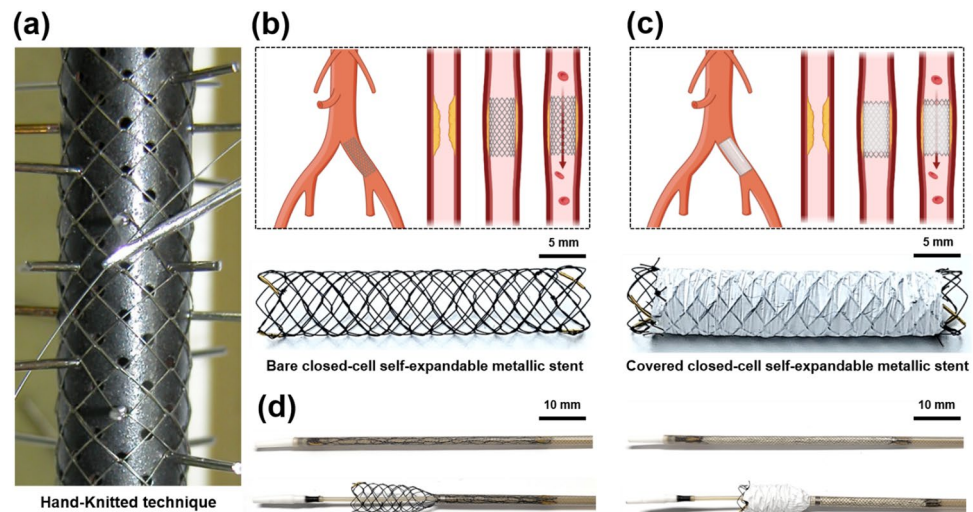 (a)
Hand-Knitted technique
(b)
5 mm
Bare closed-cell self-expandable metallic stent
(c)
5 mm
Covered closed-cell self-expandable metallic stent
(d)
10 mm
10 mm